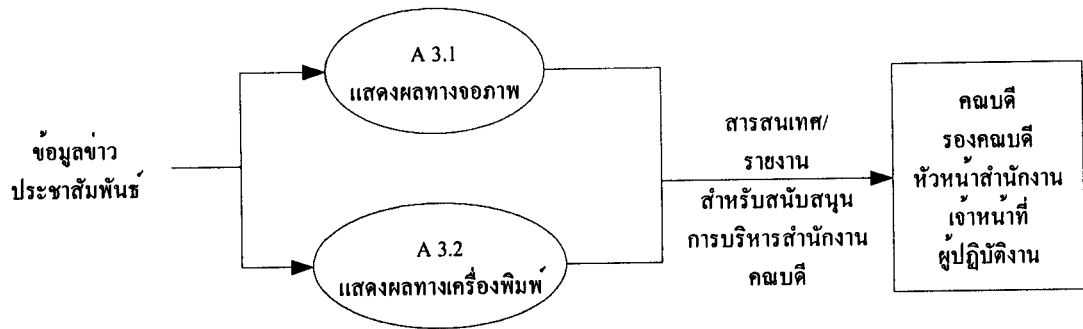 ข้อมูลข่าว
ประชาสัมพันธ์
A 3.1
แสดงผลทางจอภาพ
A 3.2
แสดงผลทางเครื่องพิมพ์
สารสนเทศ/
รายงาน
สำหรับสนับสนุน
การบริหารสำนักงาน
คณบดี
คณบดี
รองคณบดี
หัวหน้าสำนักงาน
เจ้าหน้าที่
ผู้ปฏิบัติงาน